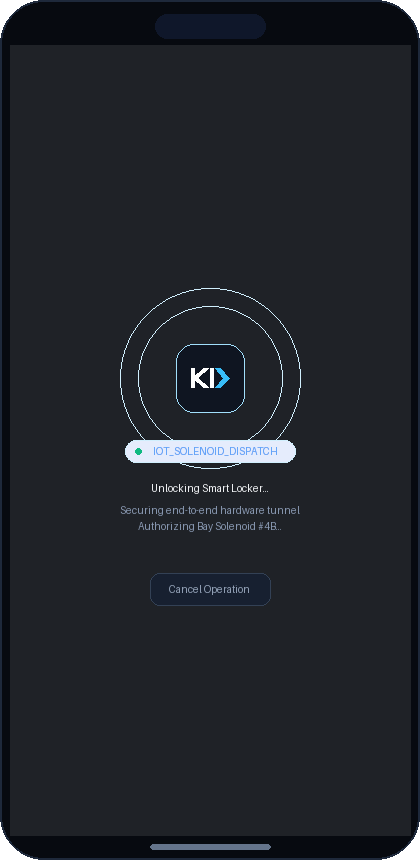 KI
IOT_SOLENOID_DISPATCH
Unlocking Smart Locker...
Securing end-to-end hardware tunnel
Authorizing Bay Solenoid #4B...
Cancel Operation